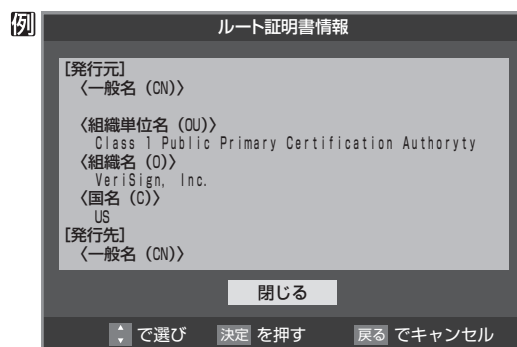 例
ルート証明書情報
[発行元]
〈一般名（CN）〉
〈組織単位名（OU）〉
Class 1 Public Primary Certification Authoryty
〈組織名（O）〉
VeriSign, Inc.
〈国名（C）〉
US
[発行先]
〈一般名（CN）〉
閉じる
で選び 決定 を押す 戻る でキャンセル